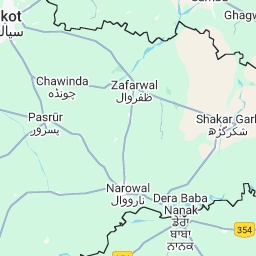 Ghagw
kot
سیال
Chawinda
چونڈہ
Zafarwal
ظفروال
Pasrūr
پسرور
Shakar Garh
شکرگڑھ
Narowal
نارووال
Dera Baba
Nanak
ਡੇਰਾ
ਬਾਬਾ
ਨਾਨਕ
354